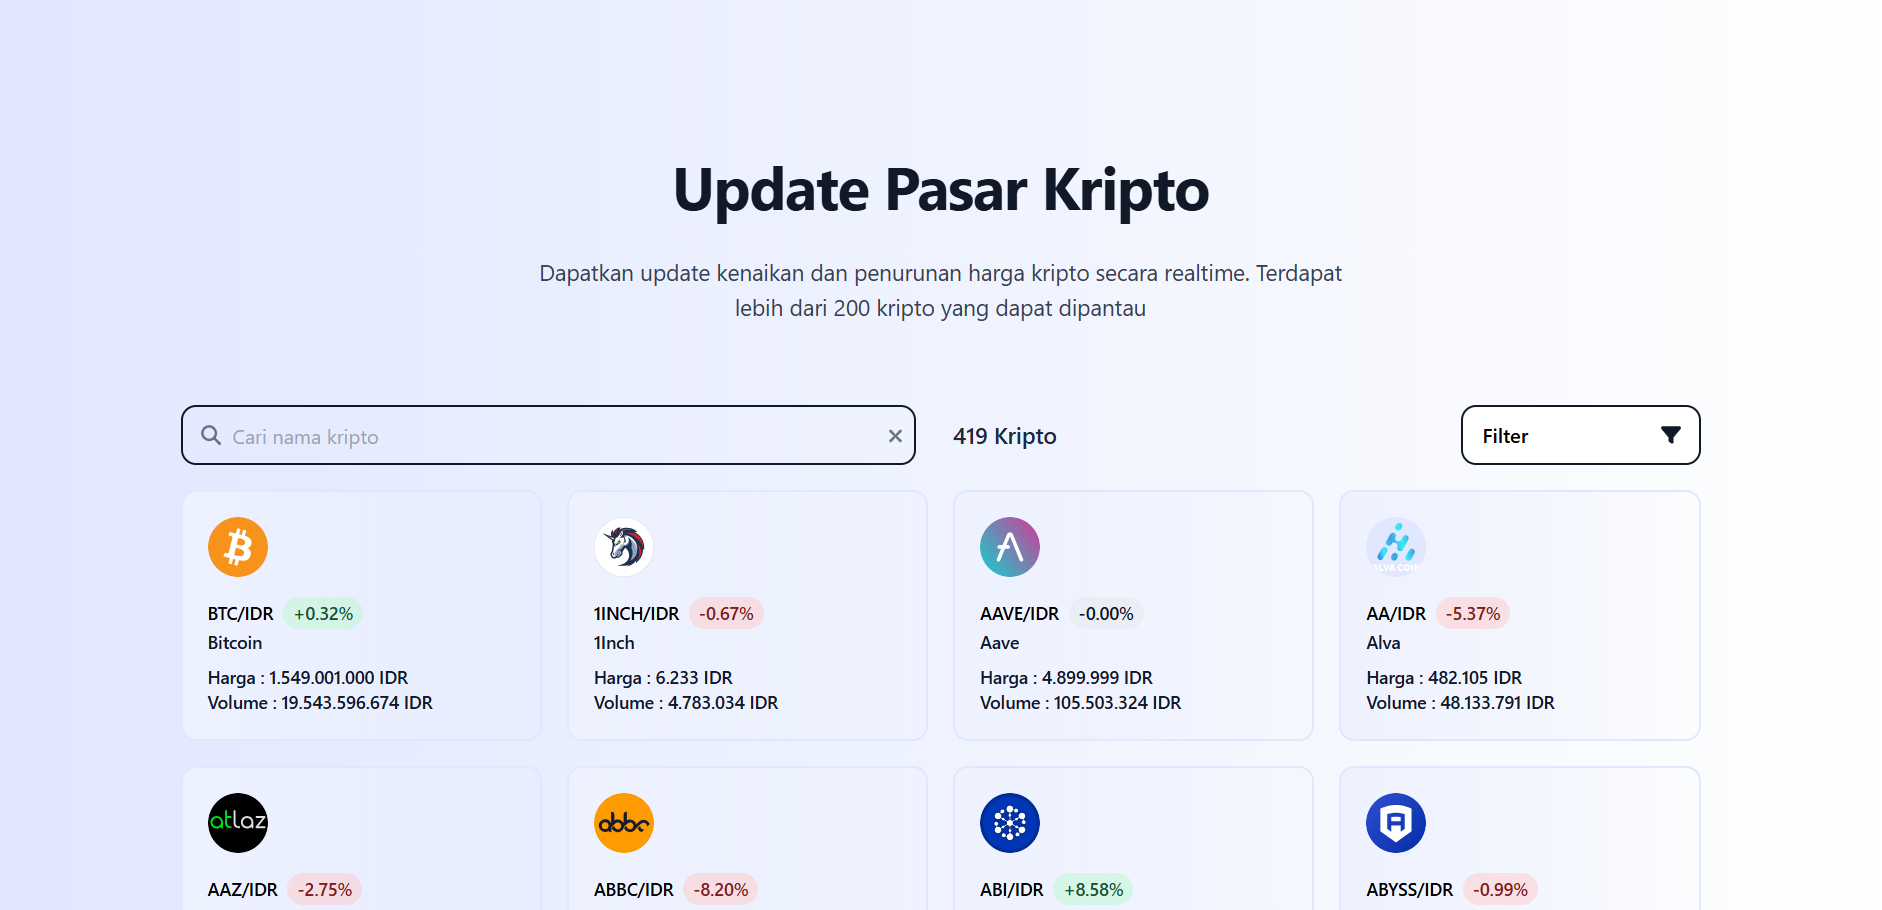 Update Pasar Kripto
Dapatkan update kenaikan dan penurunan harga kripto secara realtime. Terdapat
lebih dari 200 kripto yang dapat dipantau
Cari nama kripto
419 Kripto
Filter
ALVA COIN
BTC/IDR +0.32%
Bitcoin
Harga : 1.549.001.000 IDR
Volume : 19.543.596.674 IDR
1INCH/IDR -0.67%
1Inch
Harga : 6.233 IDR
Volume : 4.783.034 IDR
AAVE/IDR -0.00%
Aave
Harga : 4.899.999 IDR
Volume : 105.503.324 IDR
AA/IDR -5.37%
Alva
Harga : 482.105 IDR
Volume : 48.133.791 IDR
atlaz
AAZ/IDR -2.75%
abbc
ABBC/IDR -8.20%
ABI/IDR +8.58%
ABYSS/IDR -0.99%